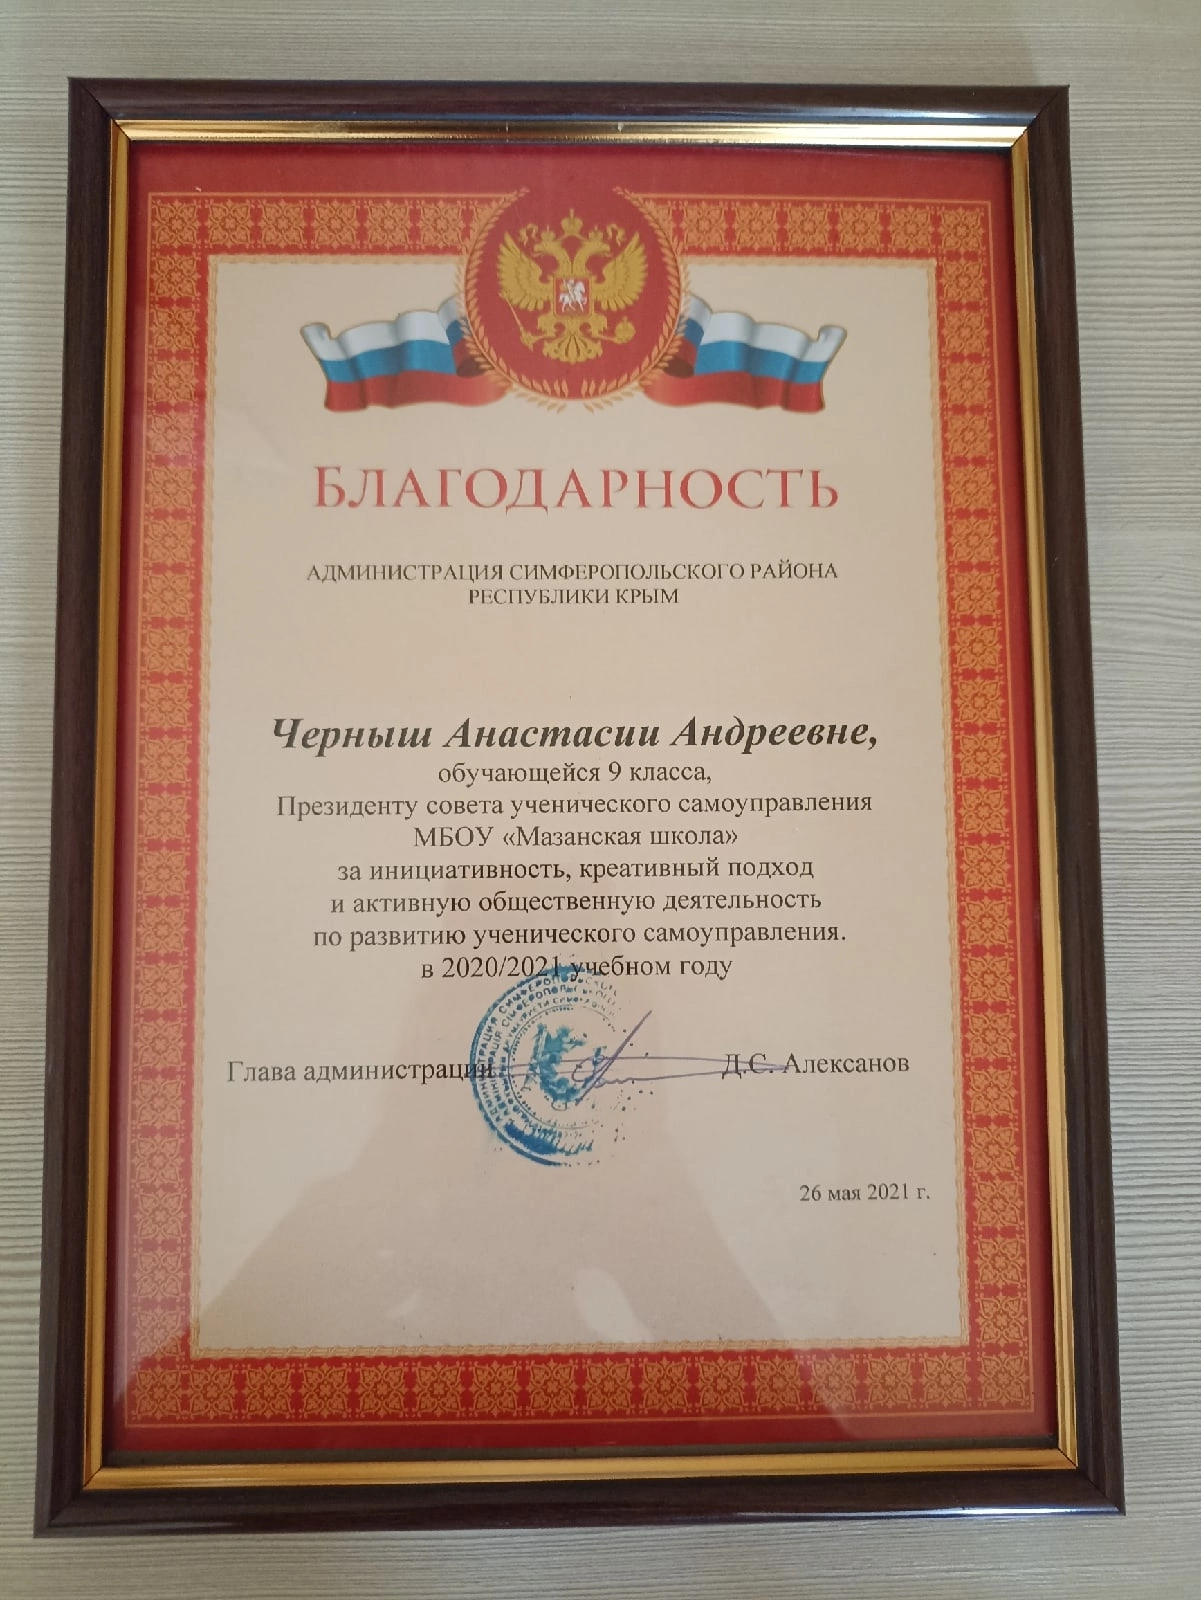 БЛАГОДАРНОСТЬ
АДМИНИСТРАЦИЯ СИМФЕРОПОЛЬСКОГО РАЙОНА
РЕСПУБЛИКИ КРЫМ
Черныш Анастасии Андреевне,
обучающейся 9 класса,
Президенту совета ученического самоуправления
МБОУ «Мазанская школа»
за инициативность, креативный подход
и активную общественную деятельность
по развитию ученического самоуправления.
в 2020/2021 учебном году
Глава администрации
Д.С. Алексанов
26 мая 2021 г.